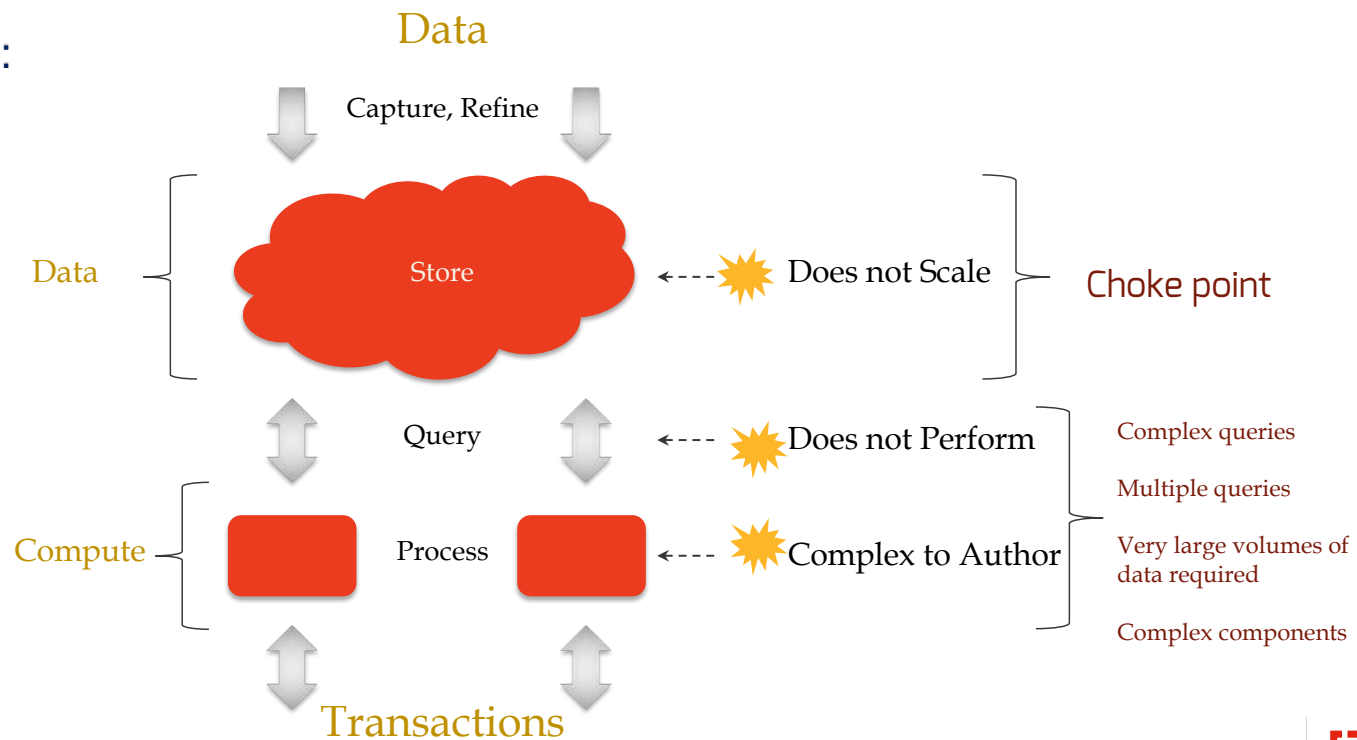 :
Data
Capture, Refine
Data
Store
Does not Scale
Choke point
Query
Does not Perform
Complex queries
Multiple queries
Compute
Process
Complex to Author
Very large volumes of
data required
Complex components
Transactions